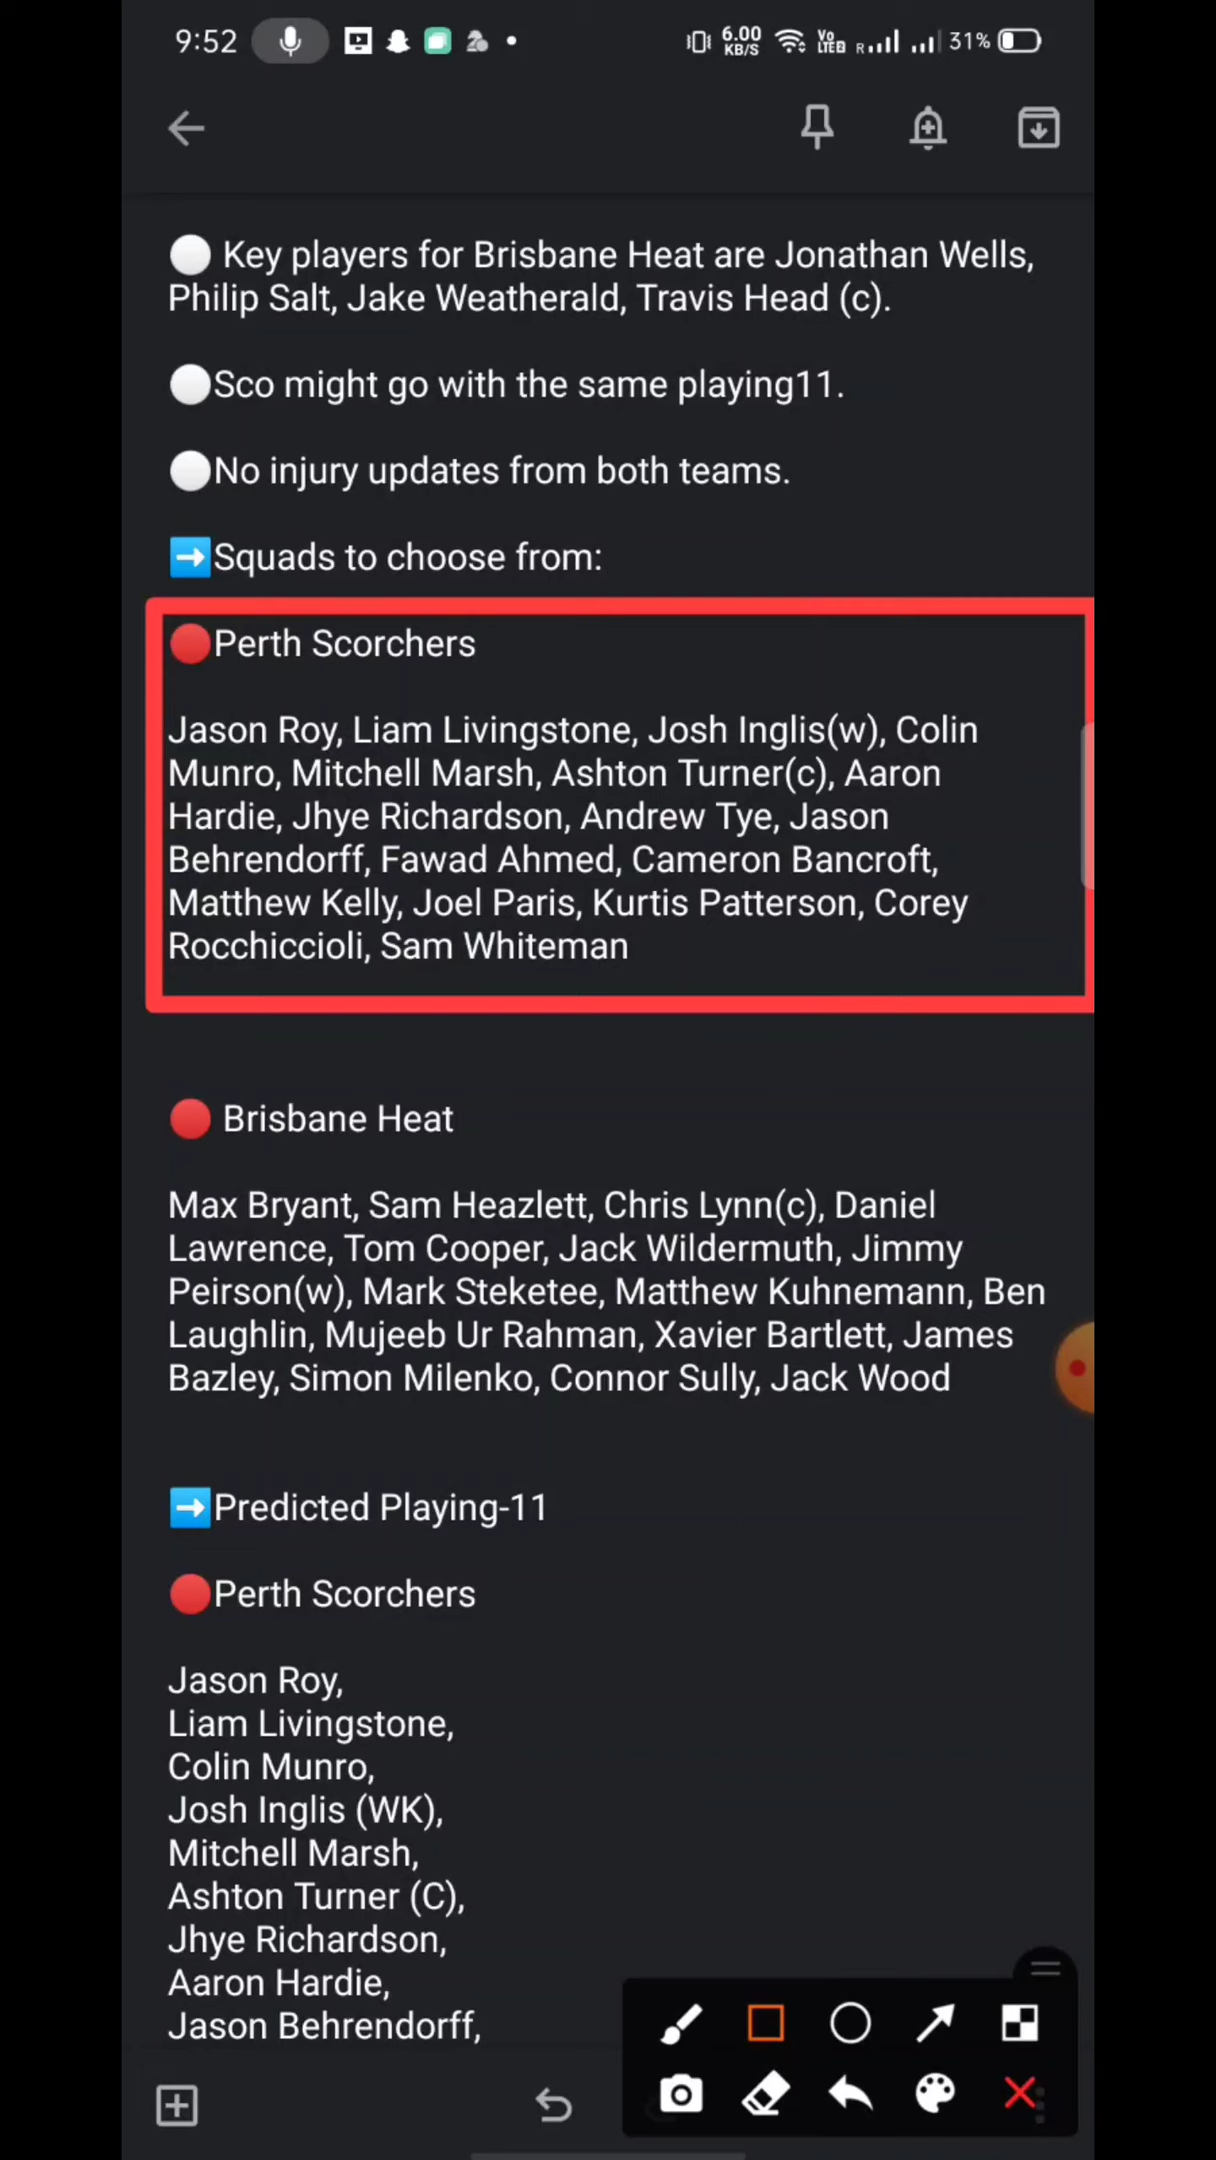 9:52
6.00 KB/S
Vo LTE2
R
31%
Key players for Brisbane Heat are Jonathan Wells,
Philip Salt, Jake Weatherald, Travis Head (c).
Sco might go with the same playing11.
No injury updates from both teams.
Squads to choose from:
Perth Scorchers
Jason Roy, Liam Livingstone, Josh Inglis(w), Colin
Munro, Mitchell Marsh, Ashton Turner(c), Aaron
Hardie, Jhye Richardson, Andrew Tye, Jason
Behrendorff, Fawad Ahmed, Cameron Bancroft,
Matthew Kelly, Joel Paris, Kurtis Patterson, Corey
Rocchiccioli, Sam Whiteman
Brisbane Heat
Max Bryant, Sam Heazlett, Chris Lynn(c), Daniel
Lawrence, Tom Cooper, Jack Wildermuth, Jimmy
Peirson(w), Mark Steketee, Matthew Kuhnemann, Ben
Laughlin, Mujeeb Ur Rahman, Xavier Bartlett, James
Bazley, Simon Milenko, Connor Sully, Jack Wood
Predicted Playing-11
Perth Scorchers
Jason Roy,
Liam Livingstone,
Colin Munro,
Josh Inglis (WK),
Mitchell Marsh,
Ashton Turner (C),
Jhye Richardson,
Aaron Hardie,
Jason Behrendorff,